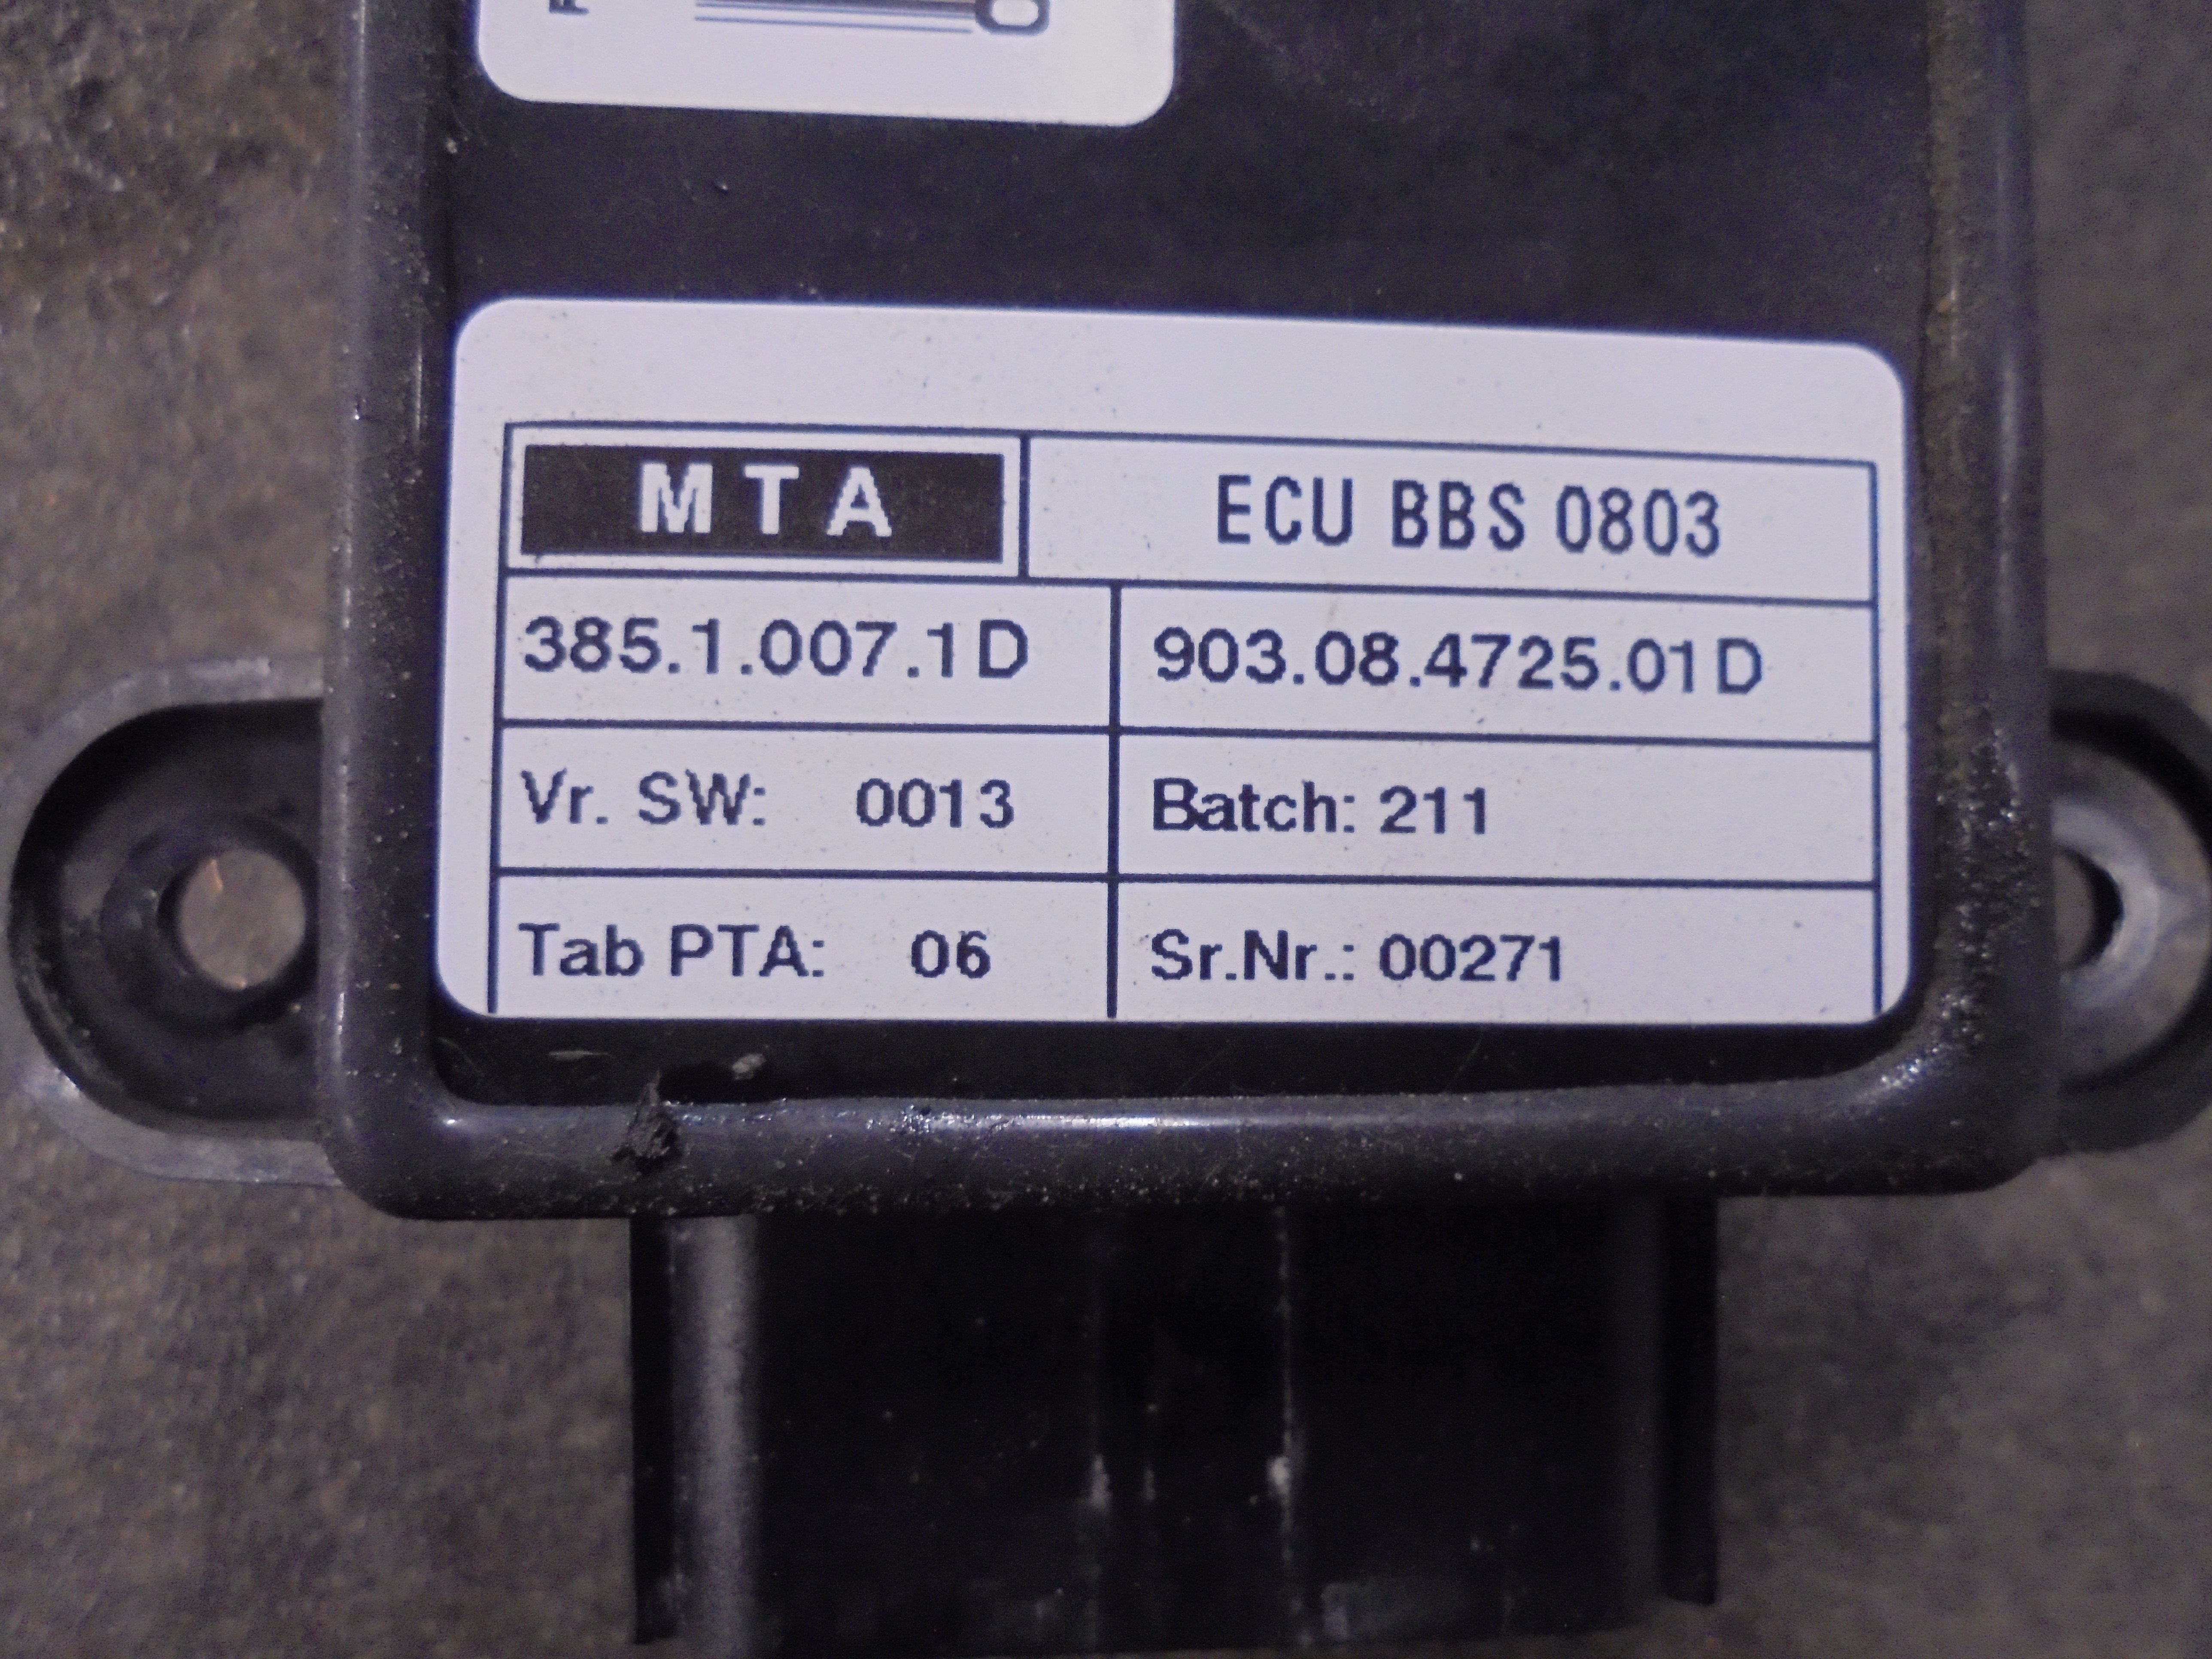 MTA ECU BBS 0803
385.1.007.1D 903.08.4725.01D
Vr. SW: 0013 Batch: 211
Tab PTA: 06 Sr.Nr.: 00271